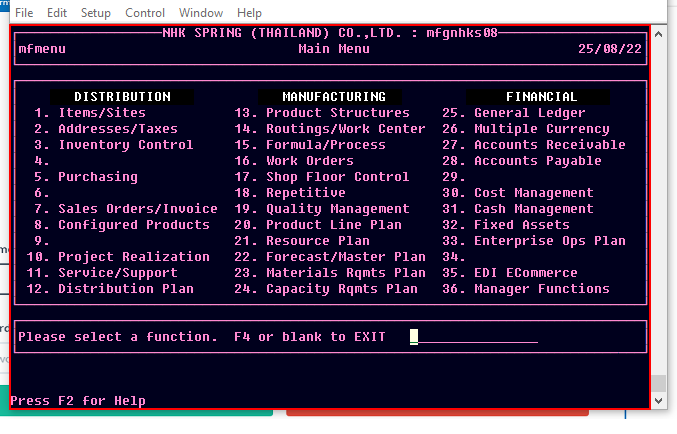 File Edit Setup Control Window Help
NHK SPRING (THAILAND) CO.,LTD. : mfgnhks08
mfmenu Main Menu 25/08/22
DISTRIBUTION MANUFACTURING FINANCIAL
1. Items/Sites 13. Product Structures 25. General Ledger
2. Addresses/Taxes 14. Routings/Work Center 26. Multiple Currency
3. Inventory Control 15. Formula/Process 27. Accounts Receivable
4. 16. Work Orders 28. Accounts Payable
5. Purchasing 17. Shop Floor Control 29.
6. 18. Repetitive 30. Cost Management
7. Sales Orders/Invoice 19. Quality Management 31. Cash Management
8. Configured Products 20. Product Line Plan 32. Fixed Assets
9. 21. Resource Plan 33. Enterprise Ops Plan
10. Project Realization 22. Forecast/Master Plan 34.
11. Service/Support 23. Materials Rqmts Plan 35. EDI ECommerce
12. Distribution Plan 24. Capacity Rqmts Plan 36. Manager Functions
Please select a function. F4 or blank to EXIT
Press F2 for Help